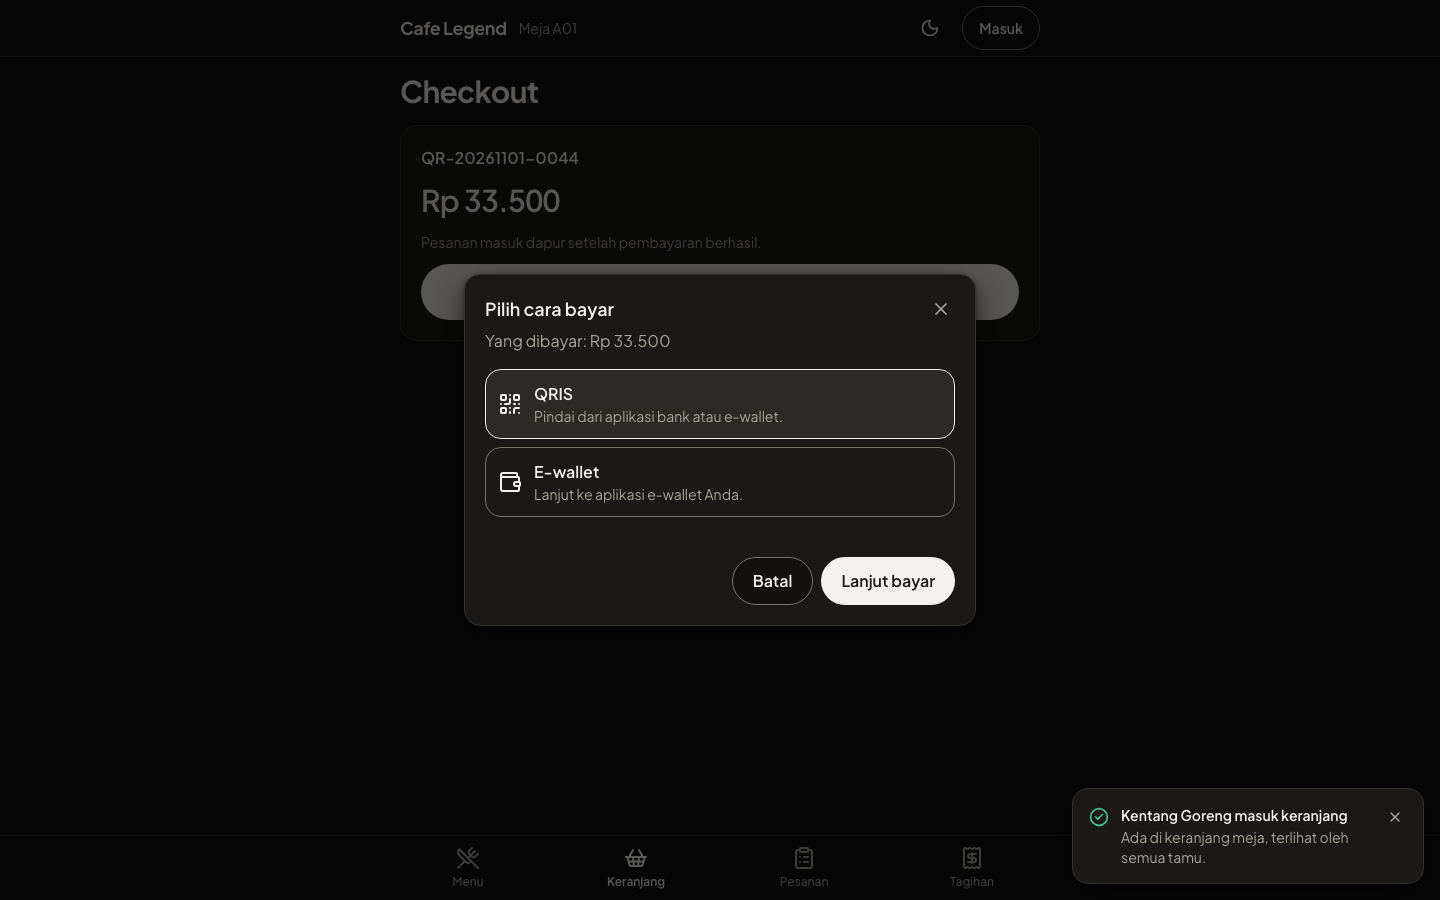 Cafe Legend Meja A01
Masuk
Checkout
QR-20261101-0044
Rp 33.500
Pesanan masuk dapur setelah pembayaran berhasil.
Pilih cara bayar
Yang dibayar: Rp 33.500
QRIS
Pindai dari aplikasi bank atau e-wallet.
E-wallet
Lanjut ke aplikasi e-wallet Anda.
Batal
Lanjut bayar
Kentang Goreng masuk keranjang
Ada di keranjang meja, terlihat oleh
semua tamu.
Menu
Keranjang
Pesanan
Tagihan